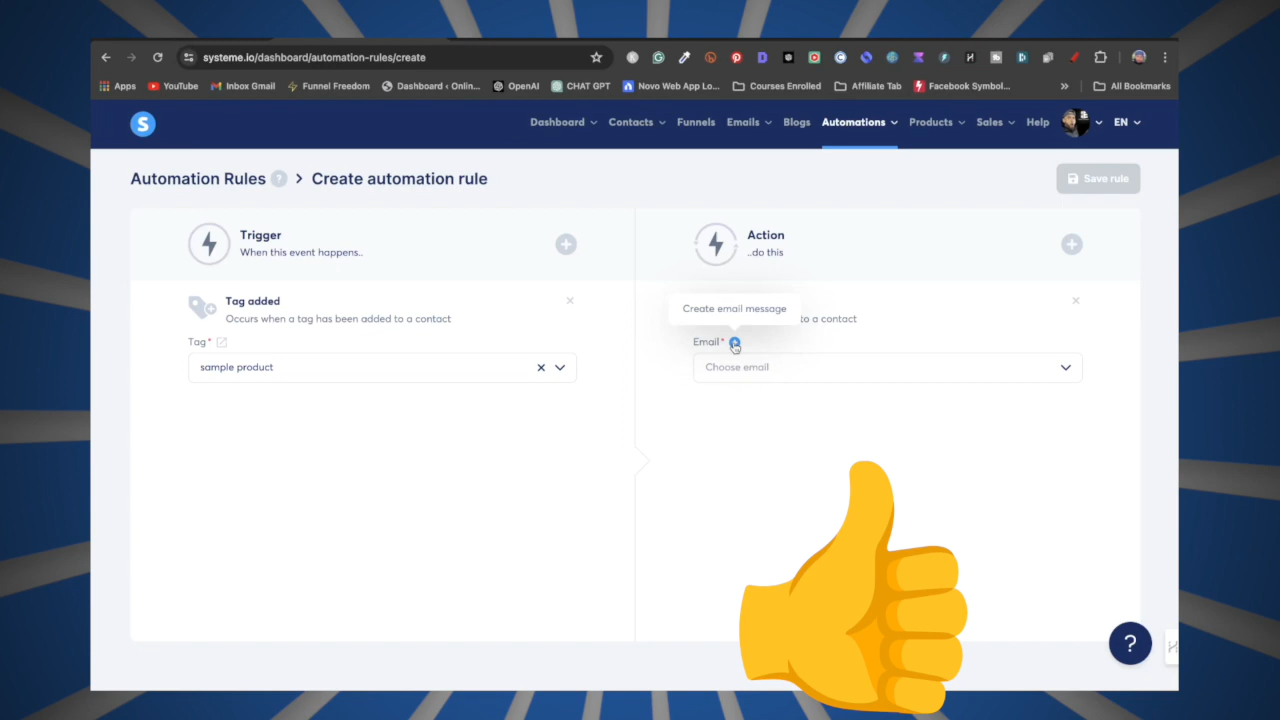 systeme.io/dashboard/automation-rules/create
Apps YouTube Inbox Gmail Funnel Freedom Dashboard ‹ Onlin... OpenAI CHAT GPT Novo Web App Lo... Courses Enrolled Affiliate Tab Facebook Symbol... » All Bookmarks
S Dashboard Contacts Funnels Emails Blogs Automations Products Sales Help EN
Automation Rules ? > Create automation rule
Save rule
Trigger
When this event happens..
Action
..do this
Tag added
Occurs when a tag has been added to a contact
Tag*
sample product
Create email message
to a contact
Email*
Choose email
?